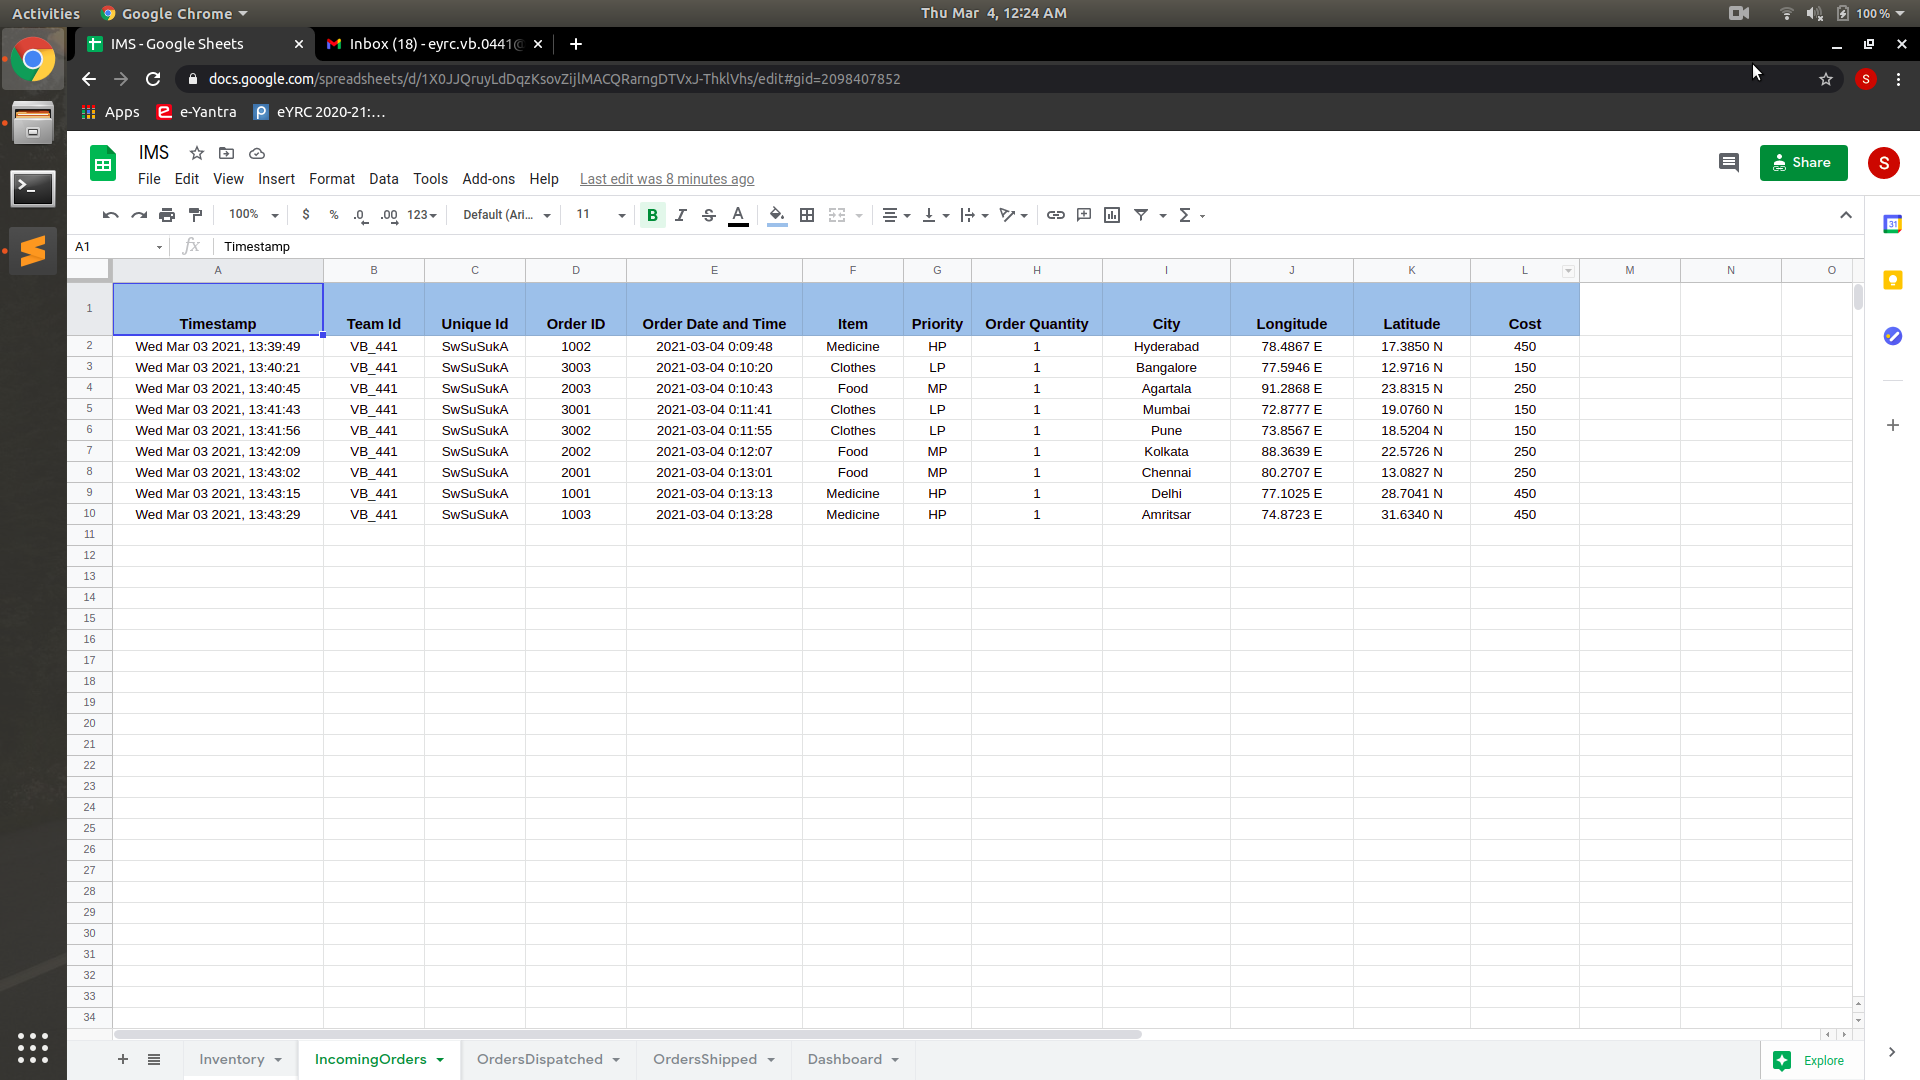 Activities Google Chrome Thu Mar 4, 12:24 AM 100 %
IMS - Google Sheets Inbox (18) - eyrc.vb.0441@
docs.google.com/spreadsheets/d/1X0JJQruyLdDqzKsovZijlMACQRarngDTVxJ-ThklVhs/edit#gid=2098407852 S
Apps e-Yantra eYRC 2020-21:...
IMS Share S
File Edit View Insert Format Data Tools Add-ons Help Last edit was 8 minutes ago
100% $ % .0 .00 123 Default (Ari... 11 B I S A Σ
31
A1 fx Timestamp
A B C D E F G H I J K L M N O
1 Timestamp Team Id Unique Id Order ID Order Date and Time Item Priority Order Quantity City Longitude Latitude Cost
2 Wed Mar 03 2021, 13:39:49 VB_441 SwSuSukA 1002 2021-03-04 0:09:48 Medicine HP 1 Hyderabad 78.4867 E 17.3850 N 450
3 Wed Mar 03 2021, 13:40:21 VB_441 SwSuSukA 3003 2021-03-04 0:10:20 Clothes LP 1 Bangalore 77.5946 E 12.9716 N 150
4 Wed Mar 03 2021, 13:40:45 VB_441 SwSuSukA 2003 2021-03-04 0:10:43 Food MP 1 Agartala 91.2868 E 23.8315 N 250
5 Wed Mar 03 2021, 13:41:43 VB_441 SwSuSukA 3001 2021-03-04 0:11:41 Clothes LP 1 Mumbai 72.8777 E 19.0760 N 150
6 Wed Mar 03 2021, 13:41:56 VB_441 SwSuSukA 3002 2021-03-04 0:11:55 Clothes LP 1 Pune 73.8567 E 18.5204 N 150
7 Wed Mar 03 2021, 13:42:09 VB_441 SwSuSukA 2002 2021-03-04 0:12:07 Food MP 1 Kolkata 88.3639 E 22.5726 N 250
8 Wed Mar 03 2021, 13:43:02 VB_441 SwSuSukA 2001 2021-03-04 0:13:01 Food MP 1 Chennai 80.2707 E 13.0827 N 250
9 Wed Mar 03 2021, 13:43:15 VB_441 SwSuSukA 1001 2021-03-04 0:13:13 Medicine HP 1 Delhi 77.1025 E 28.7041 N 450
10 Wed Mar 03 2021, 13:43:29 VB_441 SwSuSukA 1003 2021-03-04 0:13:28 Medicine HP 1 Amritsar 74.8723 E 31.6340 N 450
11
12
13
14
15
16
17
18
19
20
21
22
23
24
25
26
27
28
29
30
31
32
33
34
Inventory IncomingOrders OrdersDispatched OrdersShipped Dashboard Explore